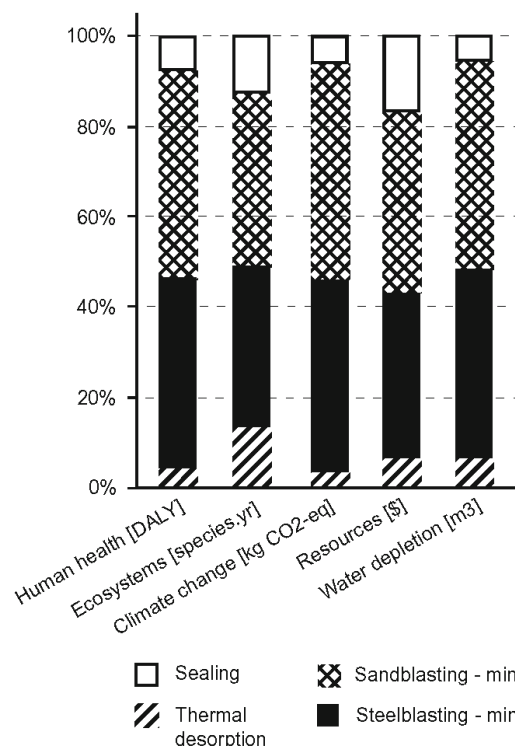 100%
80%
60%
40%
20%
0%
Human health [DALY]
Ecosystems [species.yr]
Climate change [kg CO2-eq]
Resources [$]
Water depletion [m3]
Sealing
Sandblasting - min
Thermal
desorption
Steelblasting - min